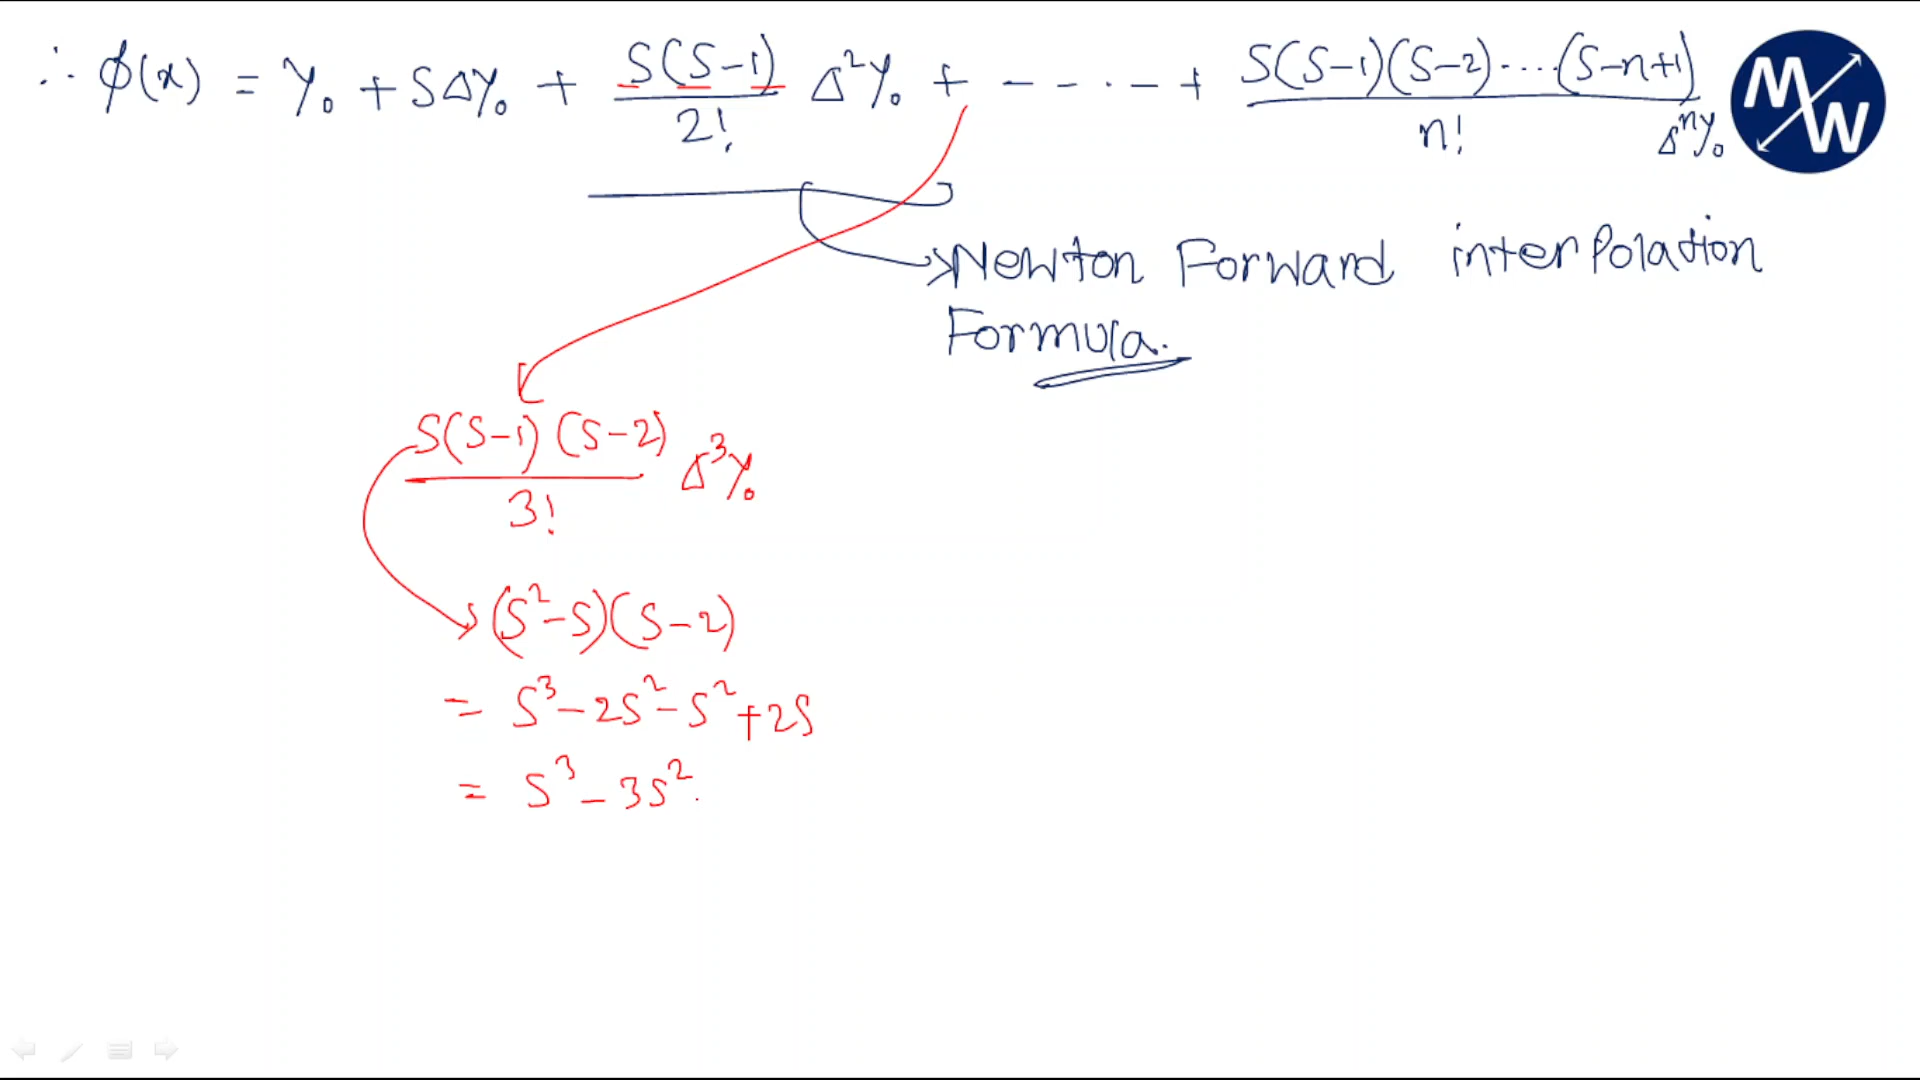 ∴ ϕ(x) = y₀ + SΔy₀ + S(S-1)/2! Δ²y₀ + - - · - + S(S-1)(S-2)....(S-n+1)/n! Δⁿy₀
MW
Newton Forward interpolation
Formula.
S(S-1)(S-2)/3! Δ³y₀
(S²-S)(S-2)
= S³-2S²-S²+2S
= S³-3S²